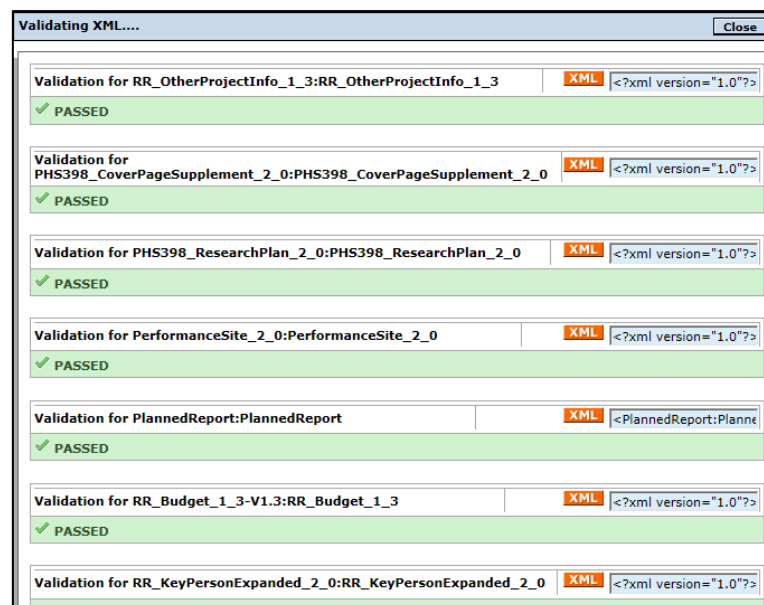 Validating XML....
Close
Validation for RR_OtherProjectInfo_1_3:RR_OtherProjectInfo_1_3
XML
<?xml version="1.0"?>
PASSED
Validation for
PHS398_CoverPageSupplement_2_0:PHS398_CoverPageSupplement_2_0
XML
<?xml version="1.0"?>
PASSED
Validation for PHS398_ResearchPlan_2_0:PHS398_ResearchPlan_2_0
XML
<?xml version="1.0"?>
PASSED
Validation for PerformanceSite_2_0:PerformanceSite_2_0
XML
<?xml version="1.0"?>
PASSED
Validation for PlannedReport:PlannedReport
XML
<PlannedReport:Planne
PASSED
Validation for RR_Budget_1_3-V1.3:RR_Budget_1_3
XML
<?xml version="1.0"?>
PASSED
Validation for RR_KeyPersonExpanded_2_0:RR_KeyPersonExpanded_2_0
XML
<?xml version="1.0"?>